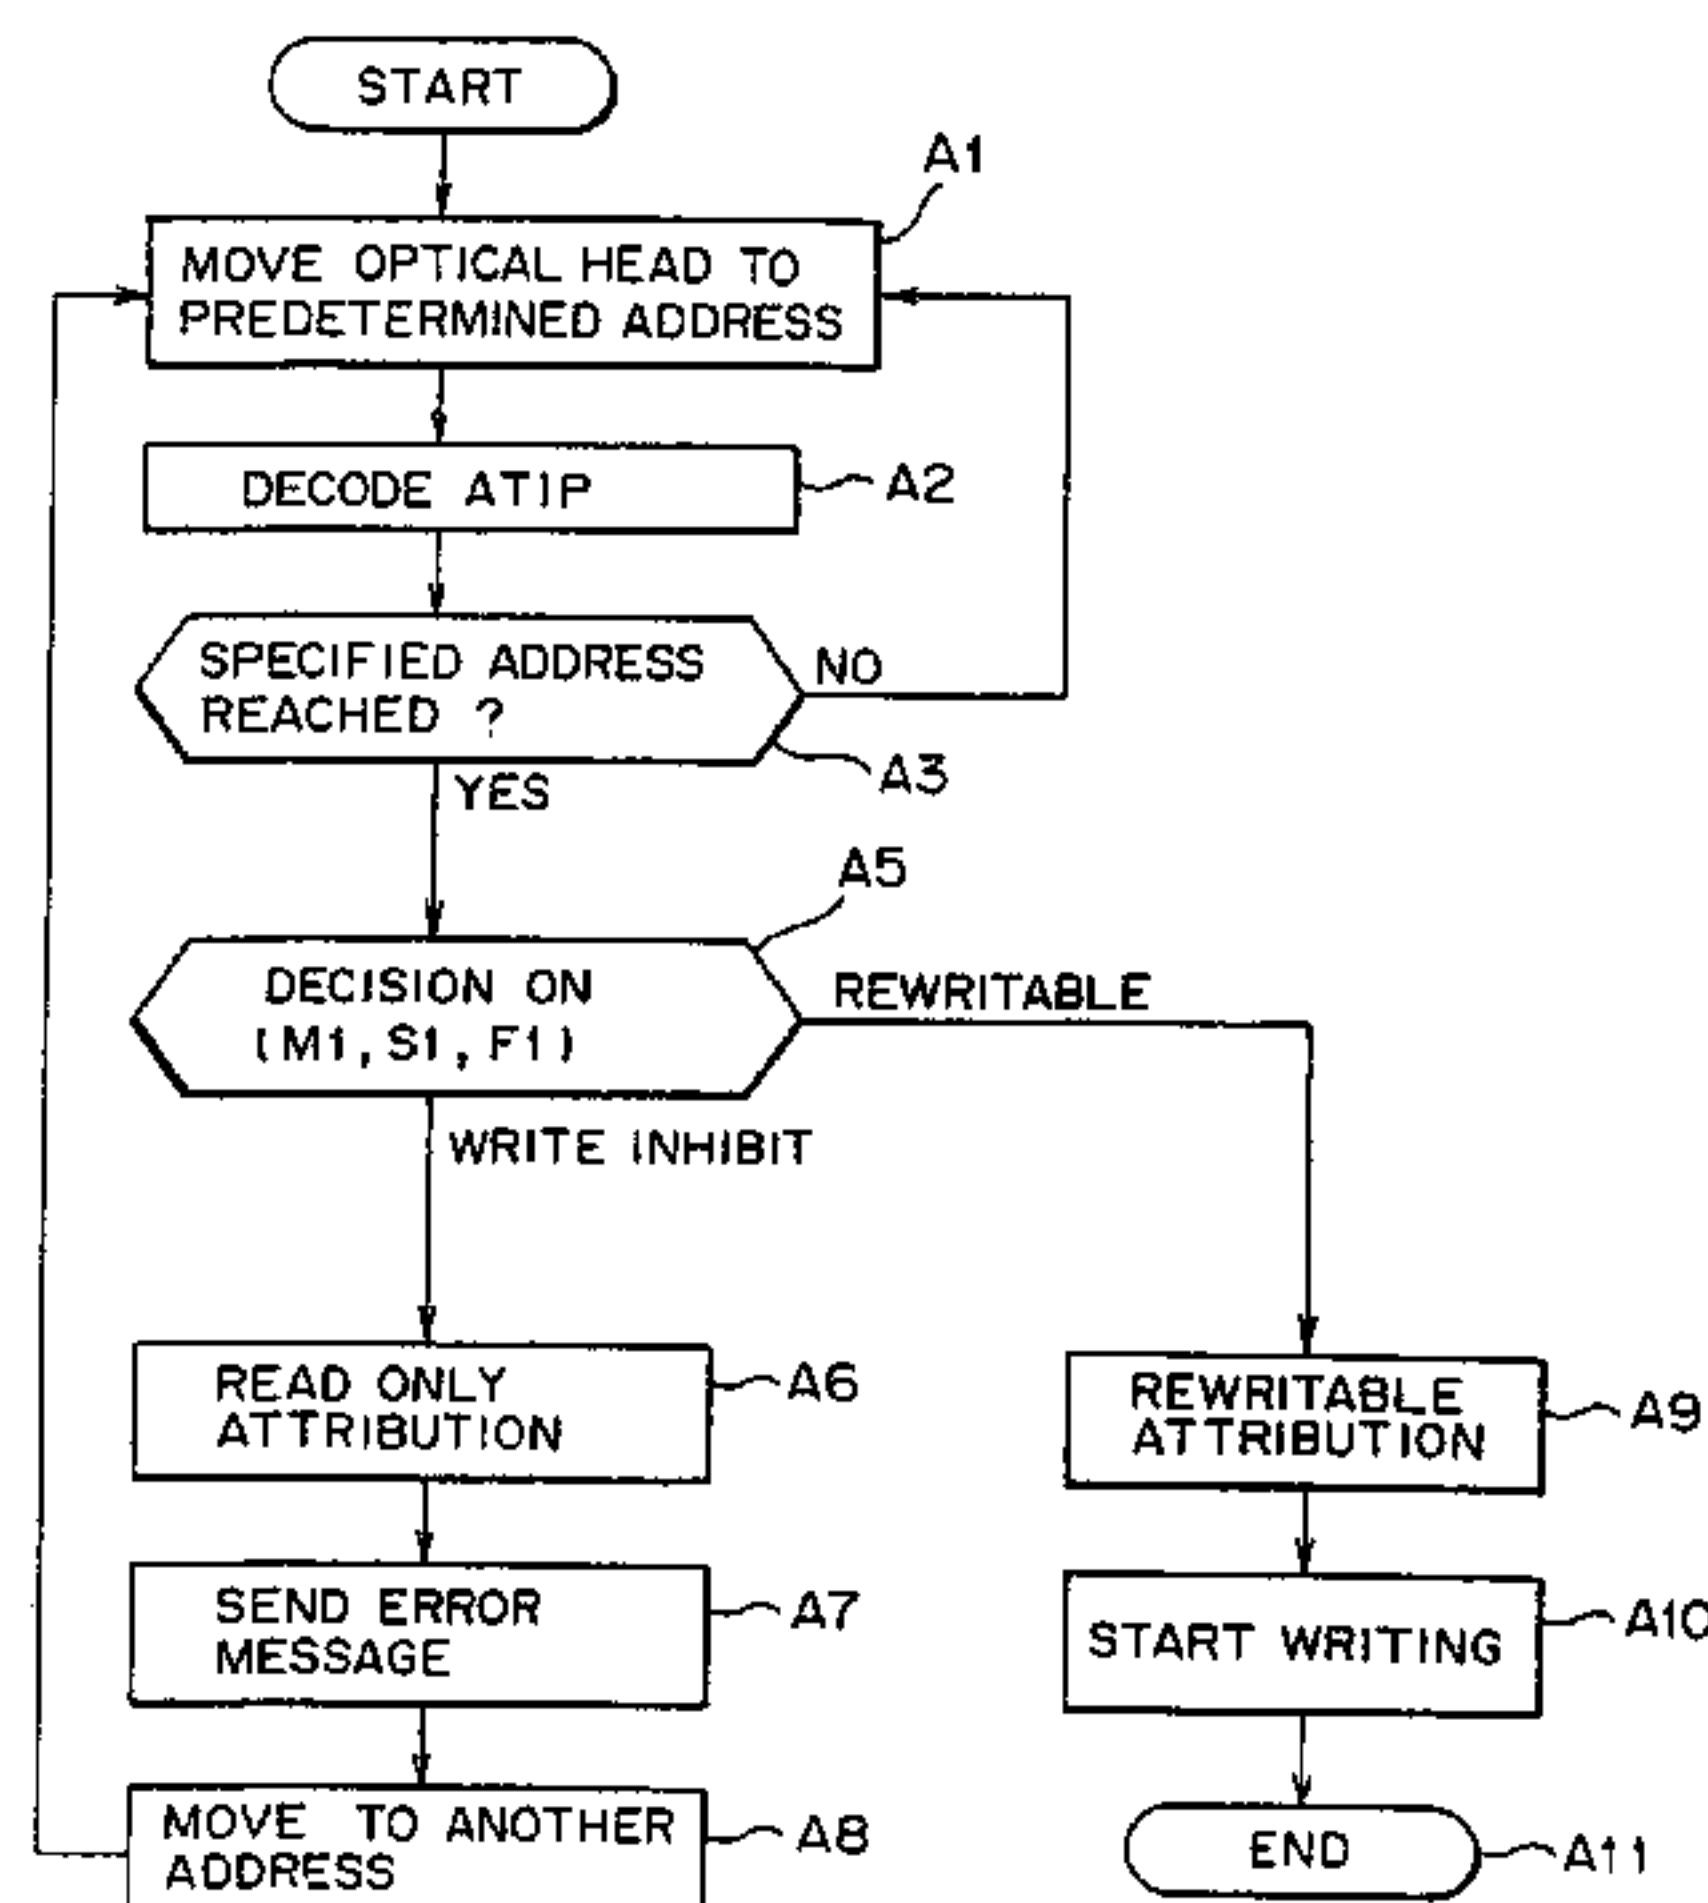 START
A1
MOVE OPTICAL HEAD TO
PREDETERMINED ADDRESS
DECODE ATIP
A2
SPECIFIED ADDRESS
REACHED ?
NO
A3
YES
A5
DECISION ON
(M1, S1, F1)
REWRITABLE
WRITE INHIBIT
READ ONLY
ATTRIBUTION
A6
REWRITABLE
ATTRIBUTION
A9
SEND ERROR
MESSAGE
A7
START WRITING
A10
MOVE TO ANOTHER
ADDRESS
A8
END
A11